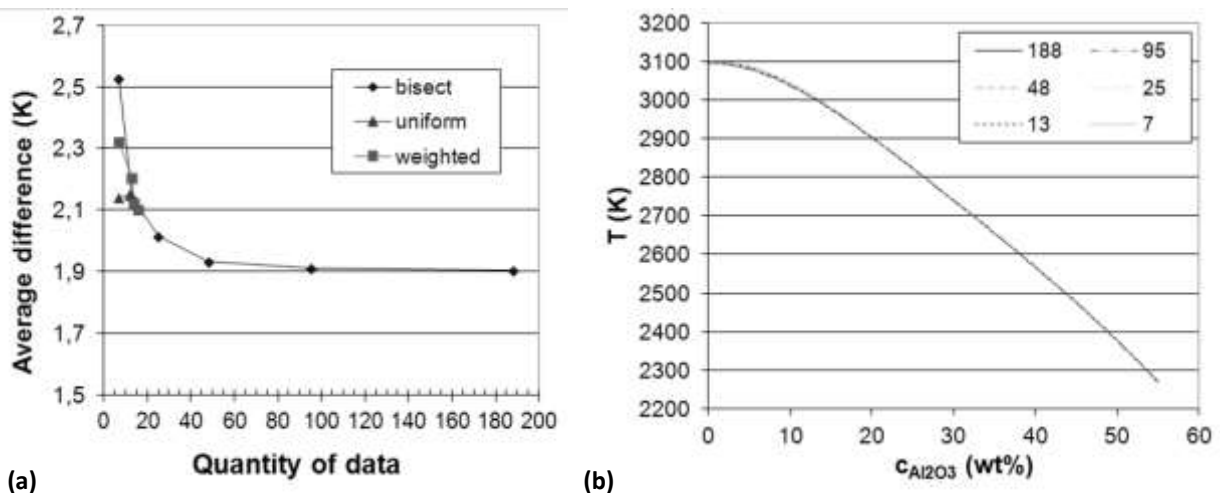 2,7
2,5
2,3
2,1
1,9
1,7
1,5
Average difference (K)
0 20 40 60 80 100 120 140 160 180 200
Quantity of data
bisect
uniform
weighted
(a)
3200
3100
3000
2900
2800
2700
2600
2500
2400
2300
2200
T (K)
0 10 20 30 40 50 60
cAl2O3 (wt%)
188 95
48 25
13 7
(b)